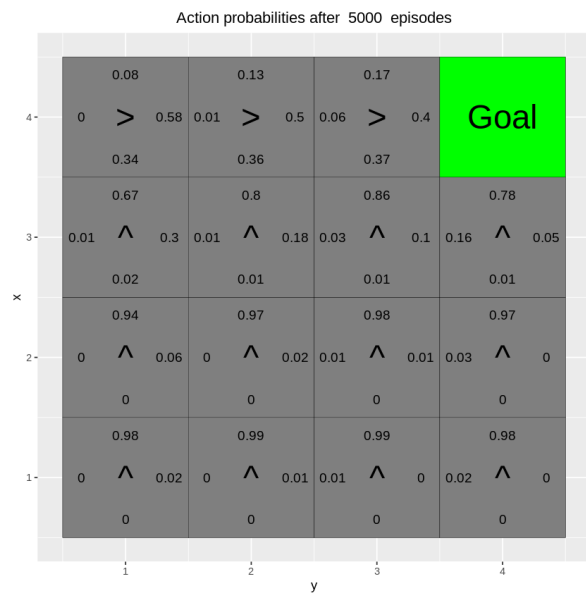 Action probabilities after 5000 episodes
0.08 0.13 0.17
4 0 > 0.58 0.01 > 0.5 0.06 > 0.4 Goal
0.34 0.36 0.37
0.67 0.8 0.86 0.78
3 0.01 ^ 0.3 0.01 ^ 0.18 0.03 ^ 0.1 0.16 ^ 0.05
0.02 0.01 0.01 0.01
x
0.94 0.97 0.98 0.97
2 0 ^ 0.06 0 ^ 0.02 0.01 ^ 0.01 0.03 ^ 0
0 0 0 0
0.98 0.99 0.99 0.98
1 0 ^ 0.02 0 ^ 0.01 0.01 ^ 0 0.02 ^ 0
0 0 0 0
1 2 3 4
y